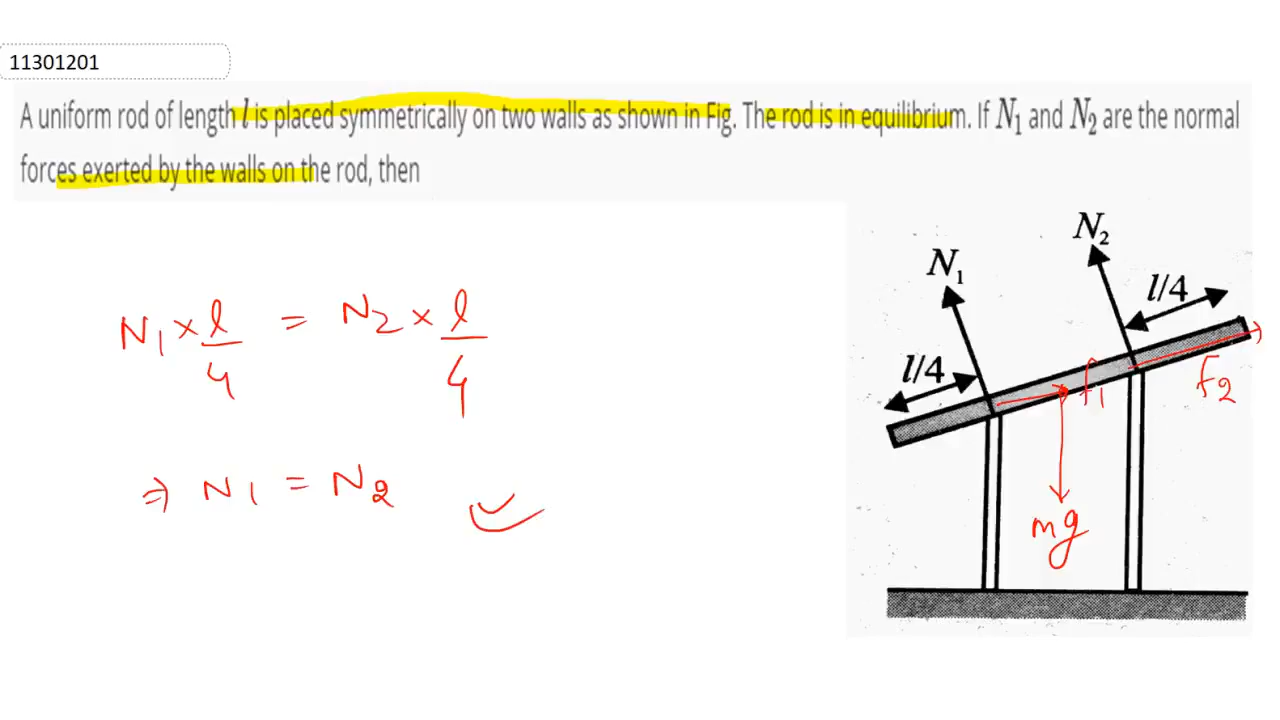 11301201
A uniform rod of length l is placed symmetrically on two walls as shown in Fig. The rod is in equilibrium. If N₁ and N₂ are the normal
forces exerted by the walls on the rod, then
N₁ × l/4 = N₂ × l/4
⇒ N₁ = N₂
N₂
N₁
l/4
l/4
f₁
f₂
mg